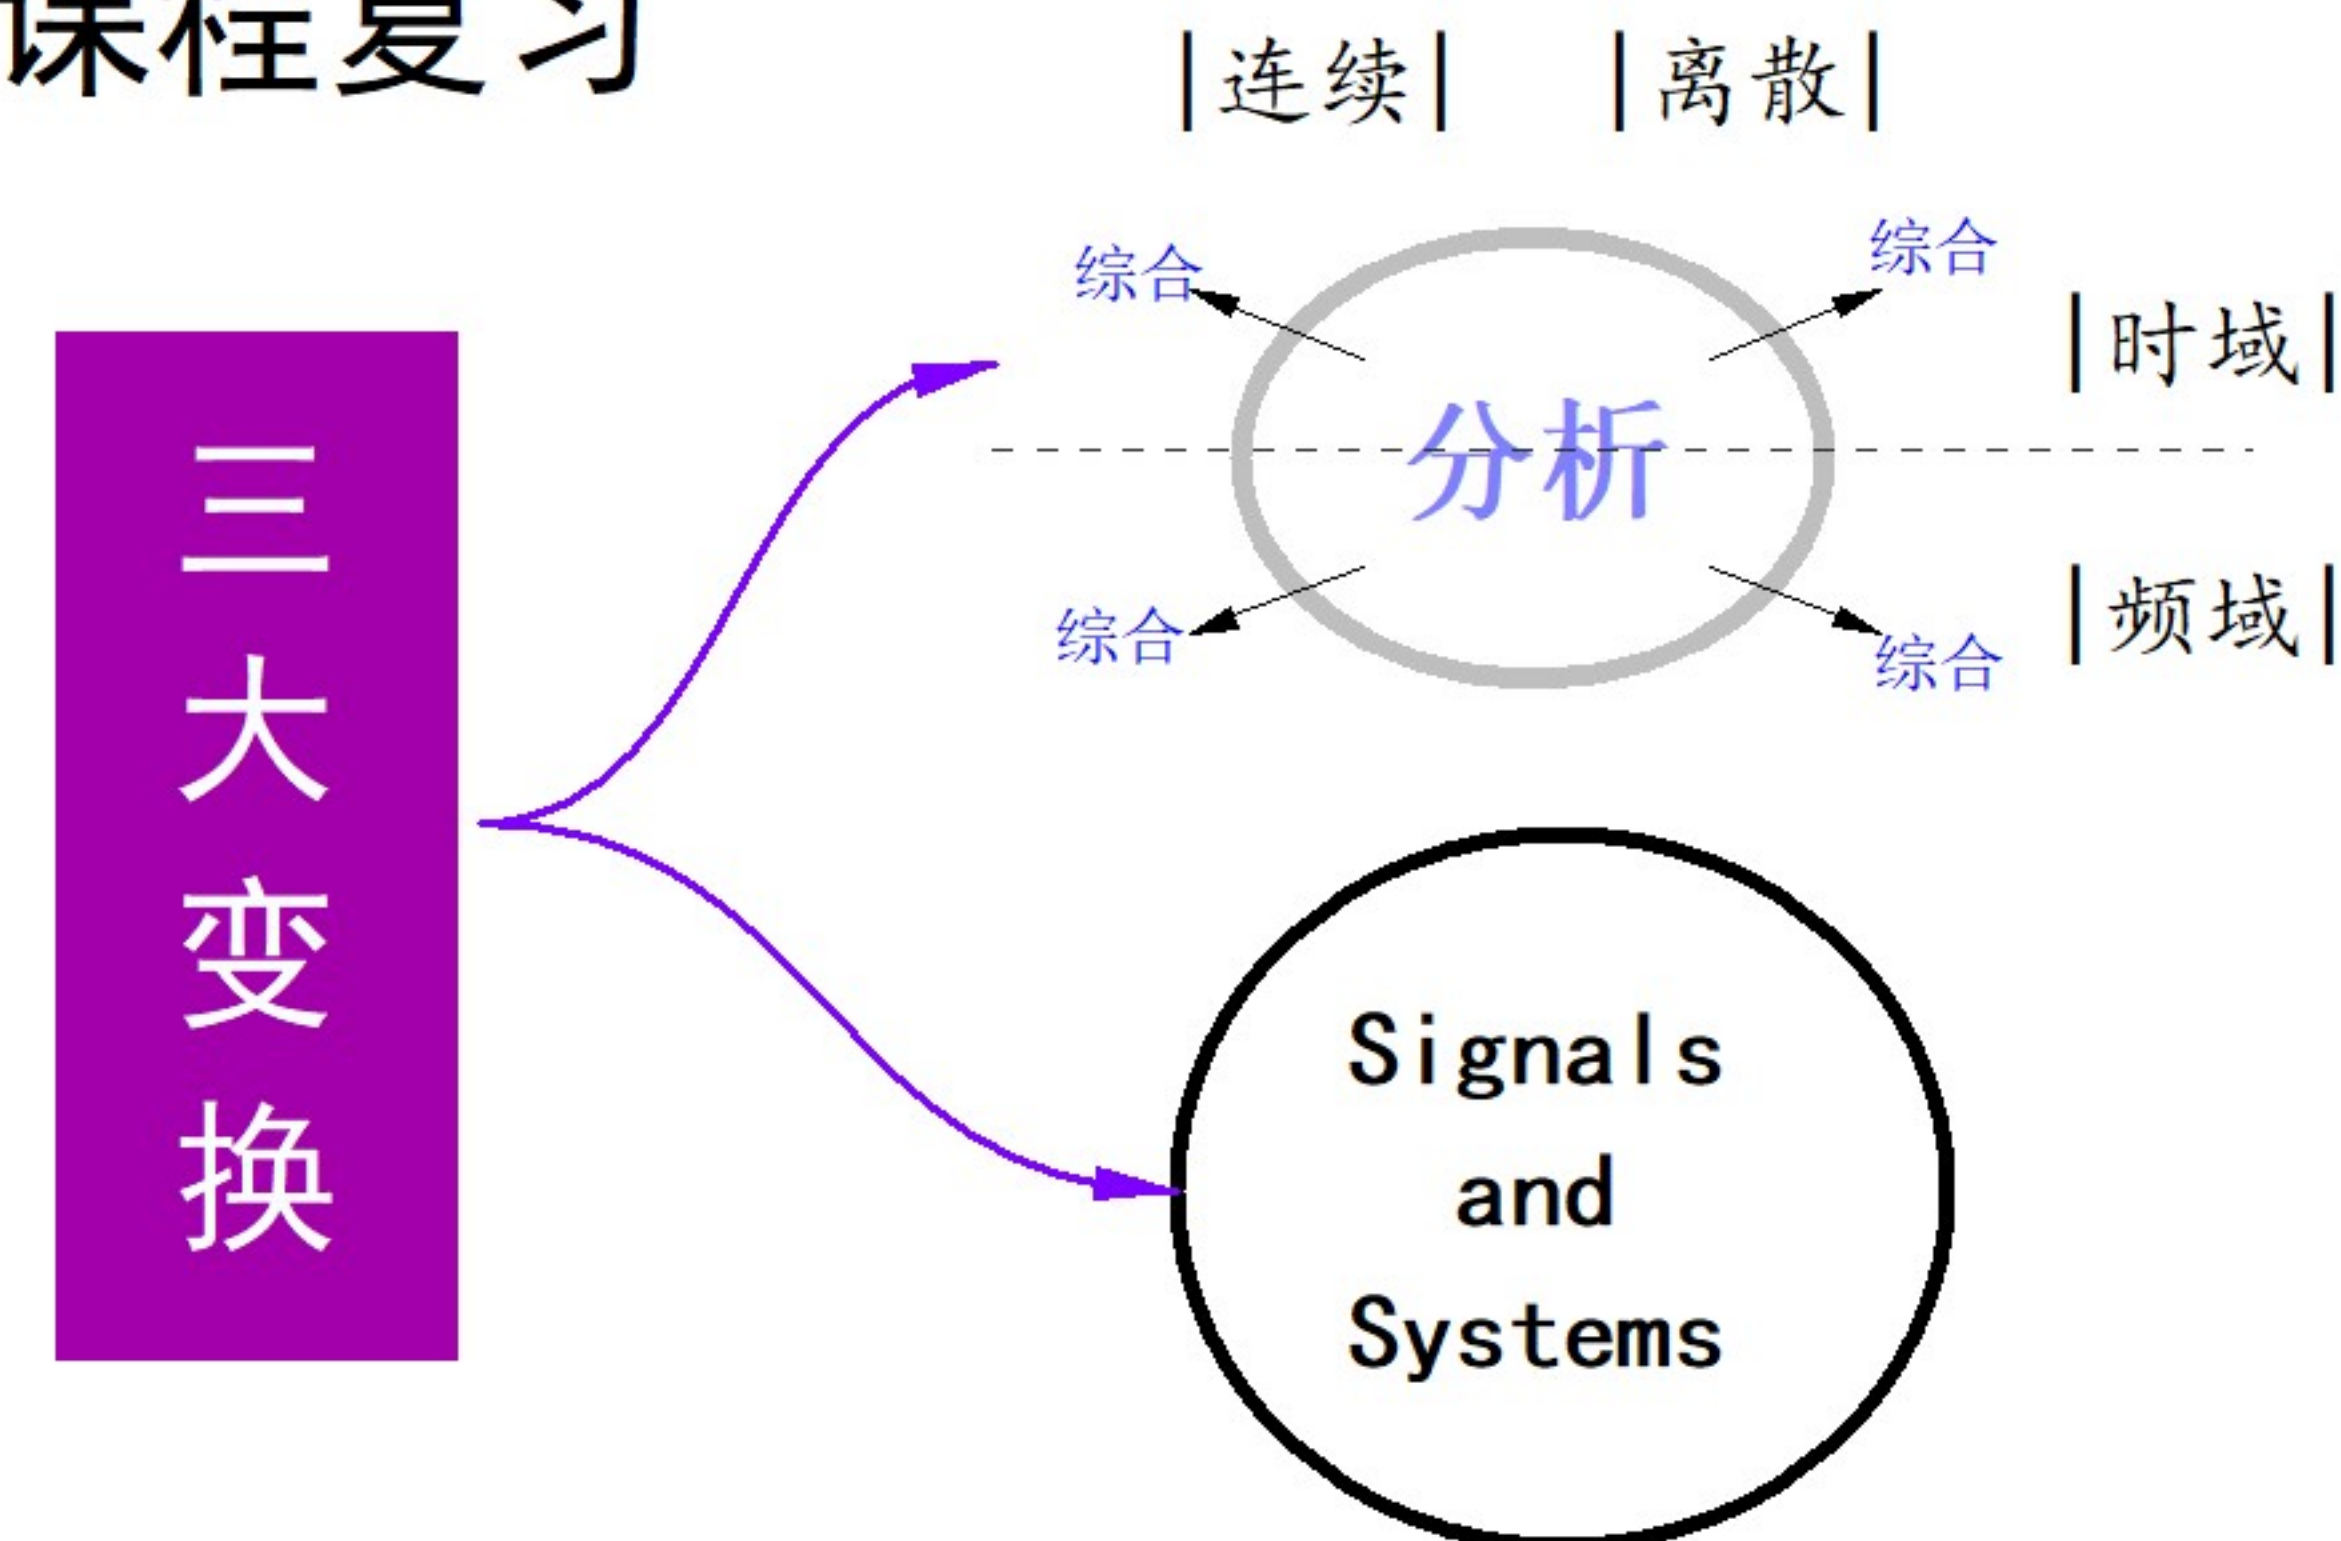 课程复习
|连续| |离散|
综合 综合
|时域|
分析
综合 综合
|频域|
三大变换
Signals
and
Systems